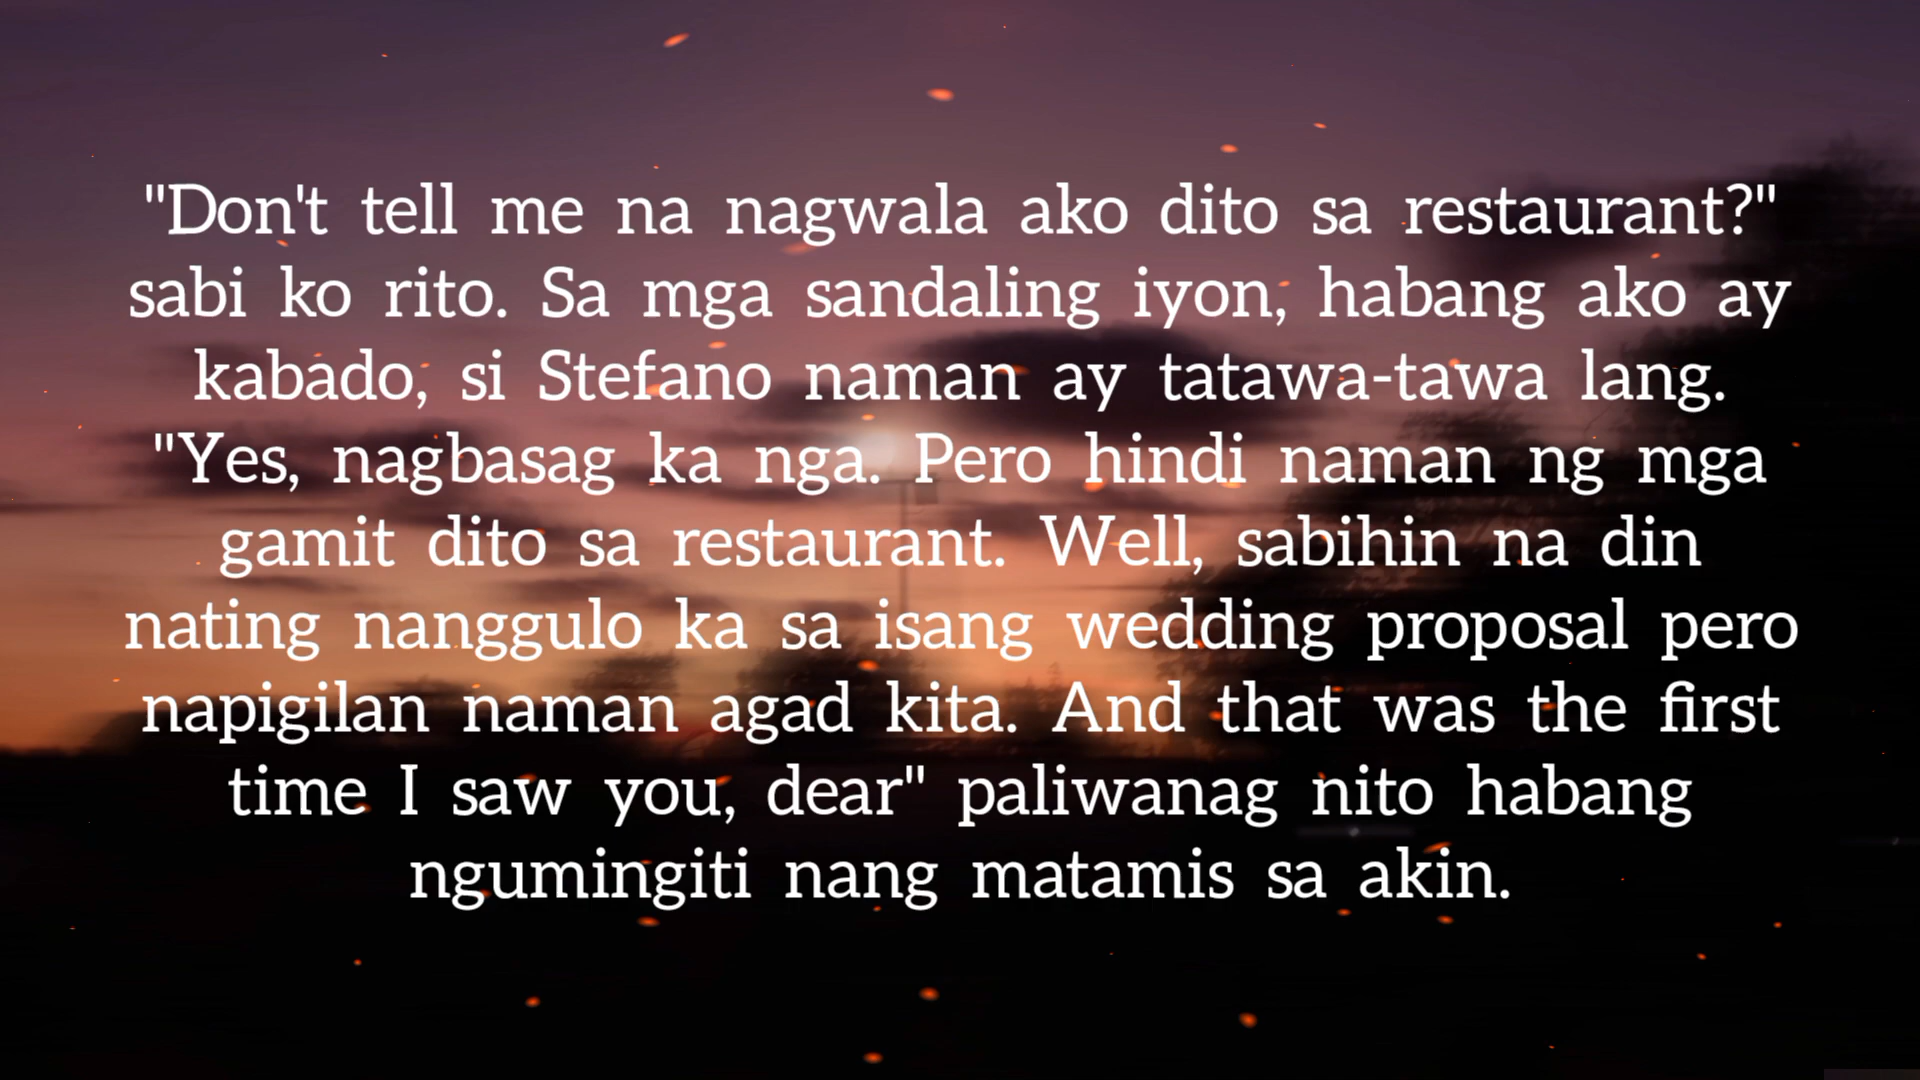 "Don't tell me na nagwala ako dito sa restaurant?"
sabi ko rito. Sa mga sandaling iyon, habang ako ay
kabado, si Stefano naman ay tatawa-tawa lang.
"Yes, nagbasag ka nga. Pero hindi naman ng mga
gamit dito sa restaurant. Well, sabihin na din
nating nanggulo ka sa isang wedding proposal pero
napigilan naman agad kita. And that was the first
time I saw you, dear" paliwanag nito habang
ngumingiti nang matamis sa akin.